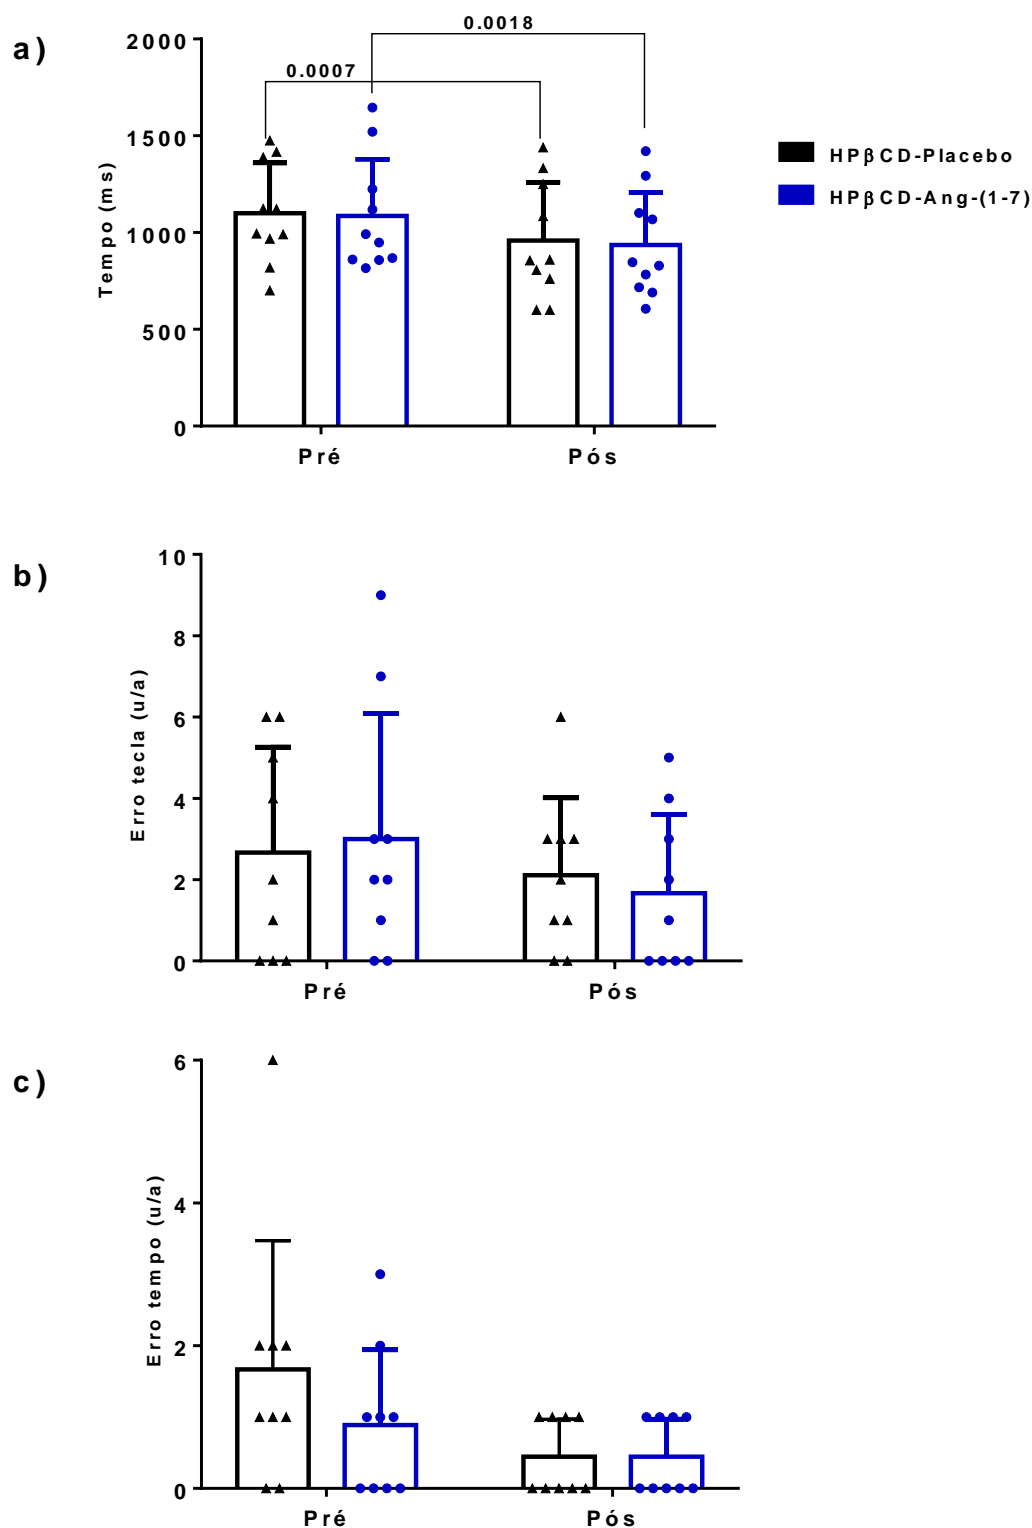 a)
0.0018
0.0007
2000
1500
1000
500
0
Tempo (ms)
Pré
Pós
HPβCD-Placebo
HPβCD-Ang-(1-7)
b)
10
8
6
4
2
0
Erro tecla (u/a)
Pré
Pós
c)
6
4
2
0
Erro tempo (u/a)
Pré
Pós